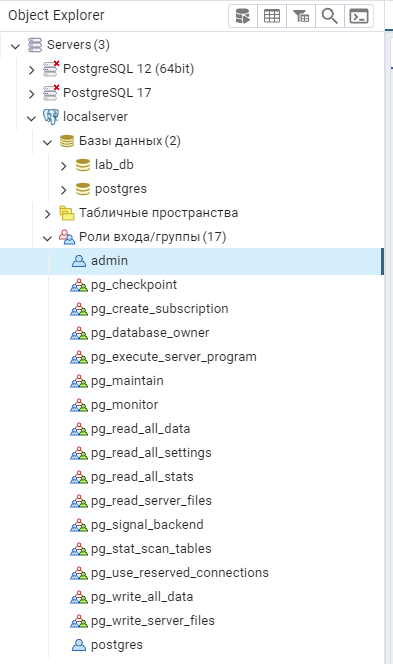 Object Explorer
Servers (3)
PostgreSQL 12 (64bit)
PostgreSQL 17
localserver
Базы данных (2)
lab_db
postgres
Табличные пространства
Роли входа/группы (17)
admin
pg_checkpoint
pg_create_subscription
pg_database_owner
pg_execute_server_program
pg_maintain
pg_monitor
pg_read_all_data
pg_read_all_settings
pg_read_all_stats
pg_read_server_files
pg_signal_backend
pg_stat_scan_tables
pg_use_reserved_connections
pg_write_all_data
pg_write_server_files
postgres